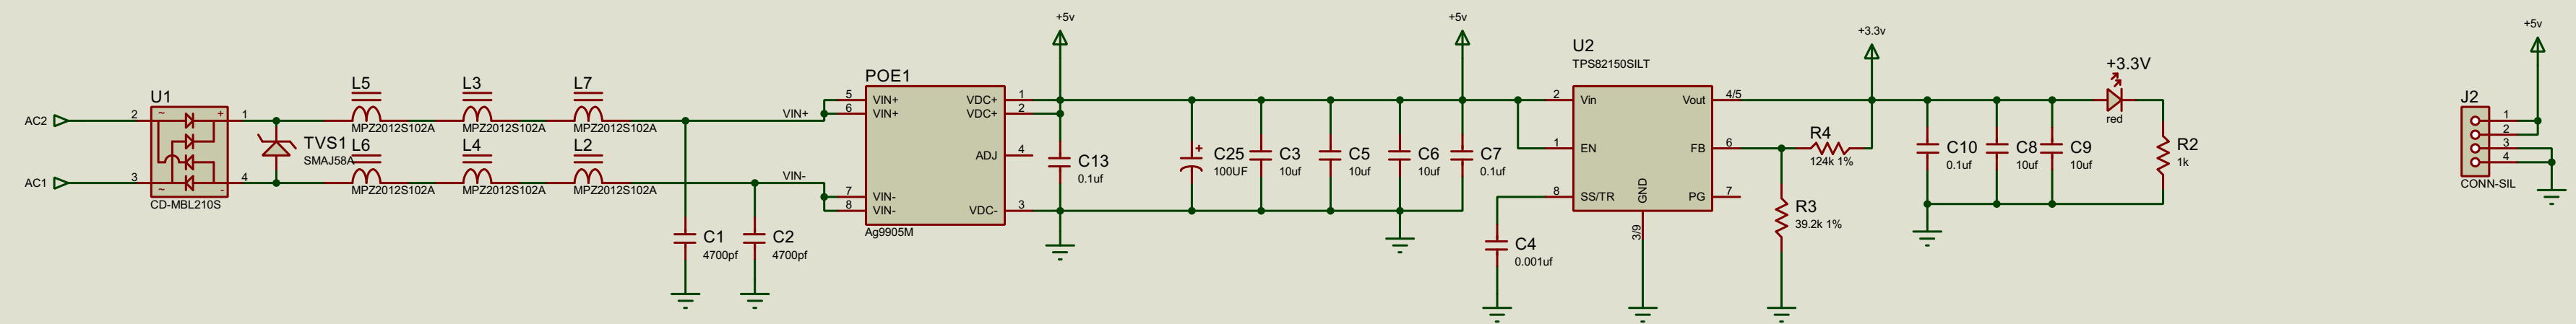 AC2
AC1
U1
2
3
~
~
+
-
1
4
CD-MBL210S
TVS1
SMAJ58A
L5
MPZ2012S102A
L3
MPZ2012S102A
L7
MPZ2012S102A
L6
MPZ2012S102A
L4
MPZ2012S102A
L2
MPZ2012S102A
C1
4700pf
C2
4700pf
VIN+
VIN-
POE1
5 VIN+ VDC+ 1
6 VIN+ VDC+ 2
ADJ 4
7 VIN-
8 VIN- VDC- 3
Ag9905M
+5v
C13
0.1uf
+
C25
100UF
C3
10uf
C5
10uf
C6
10uf
+5v
C7
0.1uf
U2
TPS82150SILT
2 Vin Vout 4/5
1 EN FB 6
8 SS/TR PG 7
GND
3/9
C4
0.001uf
R4
124k 1%
R3
39.2k 1%
+3.3v
C10
0.1uf
C8
10uf
C9
10uf
+3.3V
red
R2
1k
+5v
J2
1
2
3
4
CONN-SIL